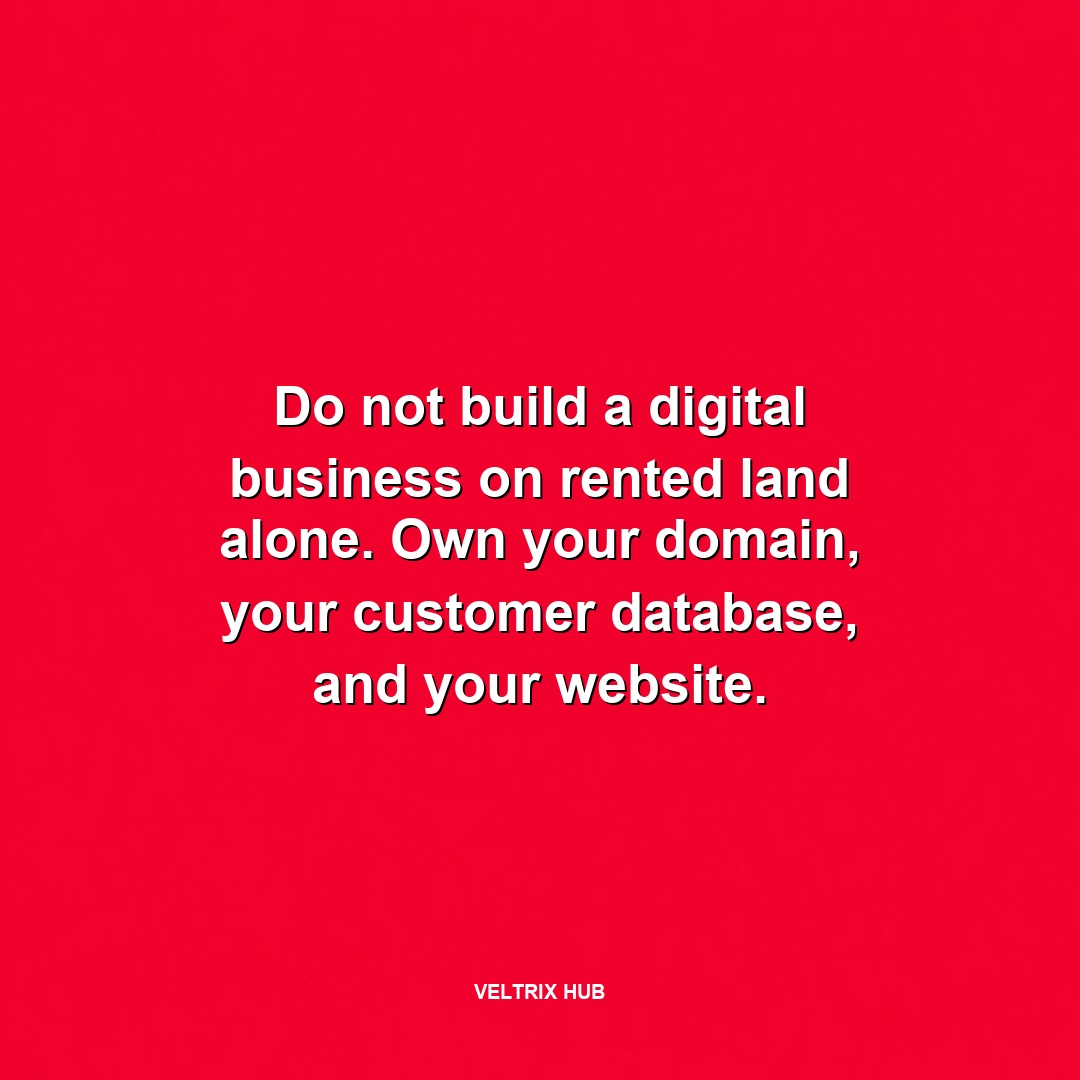 Do not build a digital
business on rented land
alone. Own your domain,
your customer database,
and your website.
VELTRIX HUB